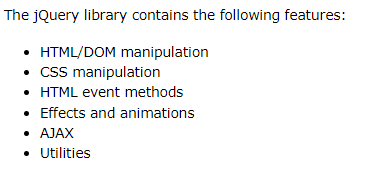 The jQuery library contains the following features:
• HTML/DOM manipulation
• CSS manipulation
• HTML event methods
• Effects and animations
• AJAX
• Utilities